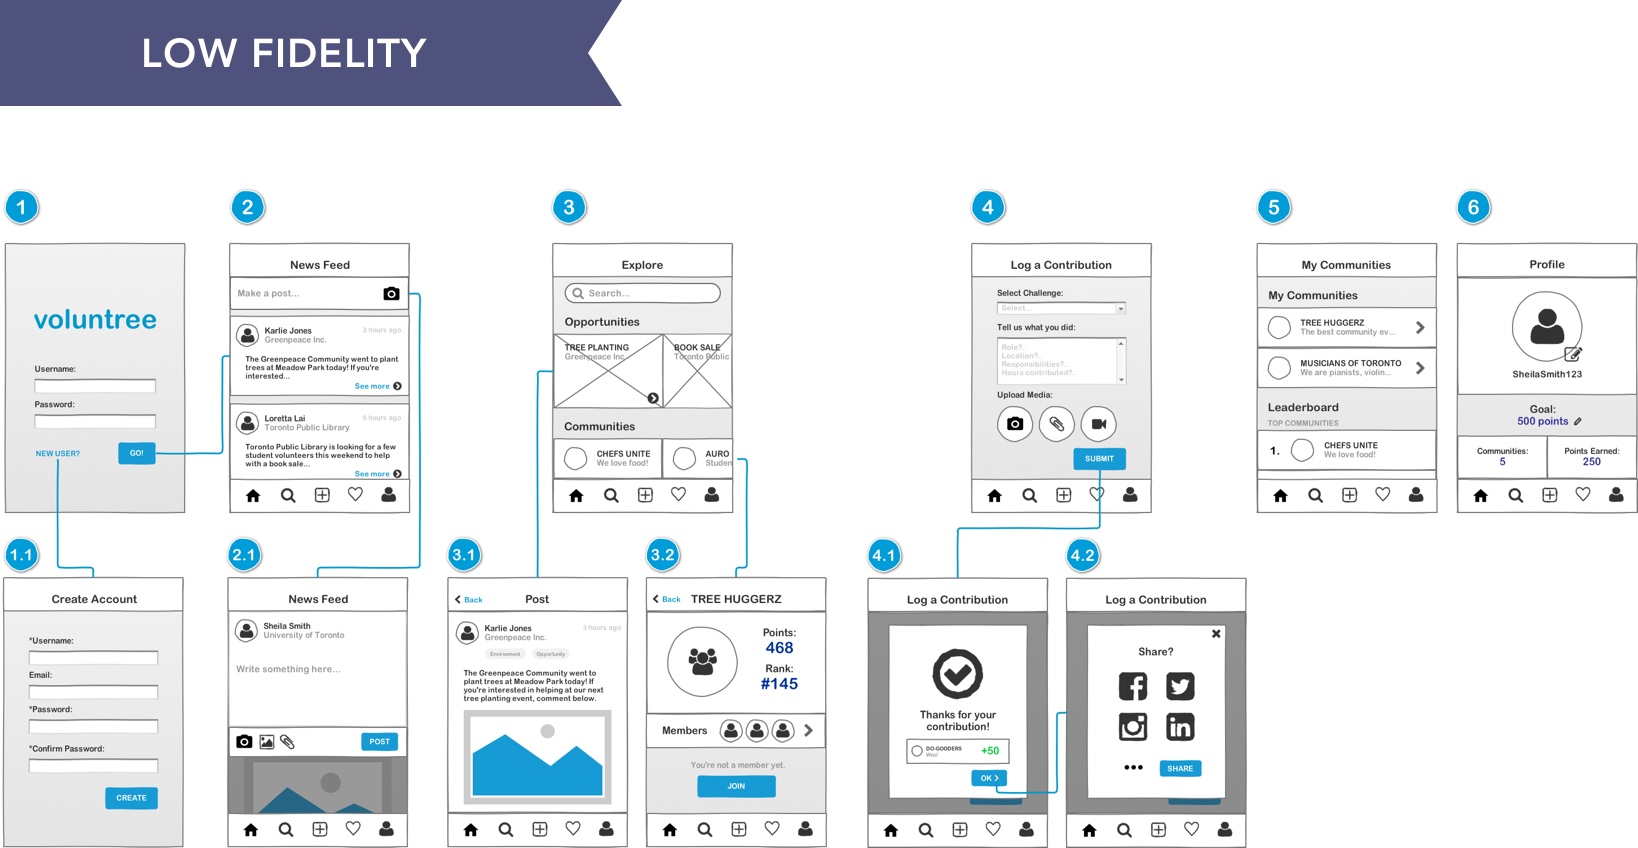 LOW FIDELITY
1
voluntree
Username:
Password:
NEW USER?
GO!
2
News Feed
Make a post...
Karlie Jones
3 hours ago
Greenpeace Inc.
The Greenpeace Community went to plant
trees at Meadow Park today! If you're
interested...
See more
Loretta Lai
6 hours ago
Toronto Public Library
Toronto Public Library is looking for a few
student volunteers this weekend to help
with a book sale...
See more
3
Explore
Search...
Opportunities
TREE PLANTING
Greenpeace Inc.
BOOK SALE
Toronto Public
Communities
CHEFS UNITE
We love food!
AURO
Studen
4
Log a Contribution
Select Challenge:
Select...
Tell us what you did:
Role?..
Location?..
Responsibilities?..
Hours contributed?..
Upload Media:
SUBMIT
5
My Communities
My Communities
TREE HUGGERZ
The best community ev...
MUSICIANS OF TORONTO
We are pianists, violin...
Leaderboard
TOP COMMUNITIES
1.
CHEFS UNITE
We love food!
6
Profile
SheilaSmith123
Goal:
500 points
Communities:
5
Points Earned:
250
1.1
Create Account
*Username:
Email:
*Password:
*Confirm Password:
CREATE
2.1
News Feed
Sheila Smith
University of Toronto
Write something here...
POST
3.1
Back
Post
Karlie Jones
3 hours ago
Greenpeace Inc.
Environment
Opportunity
The Greenpeace Community went to
plant trees at Meadow Park today! If
you're interested in helping at our next
tree planting event, comment below.
3.2
Back
TREE HUGGERZ
Points:
468
Rank:
#145
Members
You're not a member yet.
JOIN
4.1
Log a Contribution
Thanks for your
contribution!
DO-GOODERS
Woo!
+50
OK
4.2
Log a Contribution
Share?
SHARE